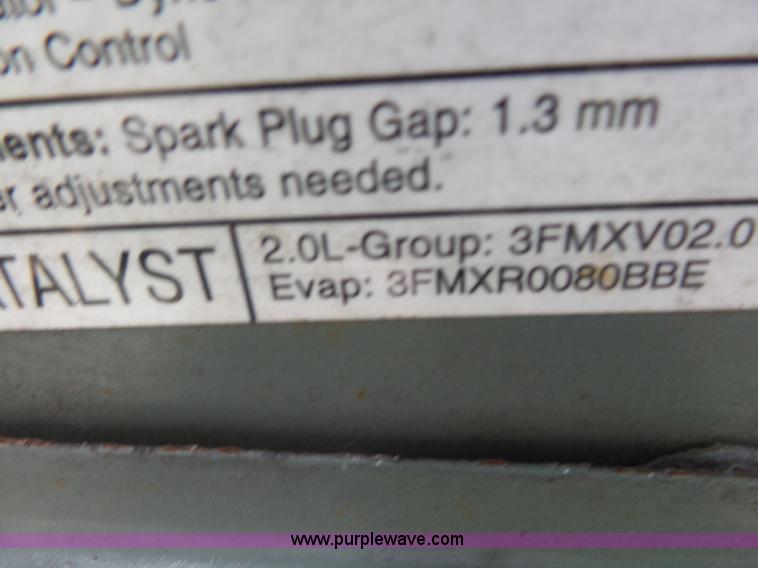 on Control
Spark Plug Gap: 1.3 mm
adjustments needed.
2.0L-Group: 3FMXV02.0
Evap: 3FMXR0080BBE
TALYST
www.purplewave.com